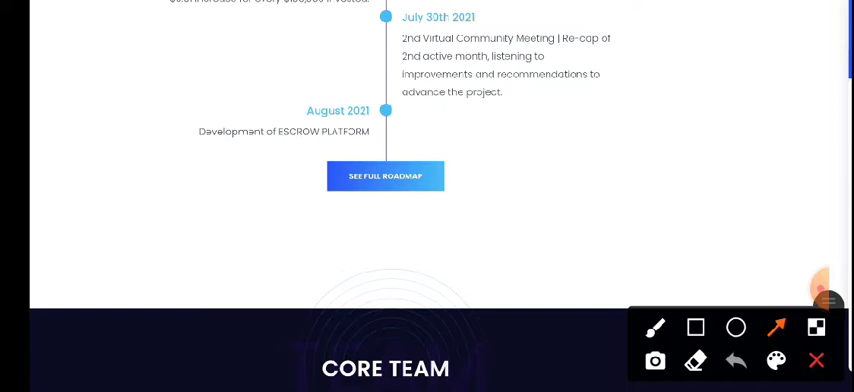 July 30th 2021
2nd Virtual Community Meeting | Re-cap of
2nd active month, listening to
improvements and recommendations to
advance the project.
August 2021
Development of ESCROW PLATFORM
SEE FULL ROADMAP
CORE TEAM